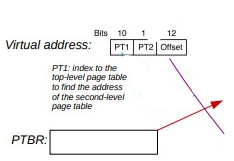 Bits 10 1 12
Virtual address: PT1 PT2 Offset
PT1: index to the
top-level page table
to find the address
of the second-level
page table
PTBR: